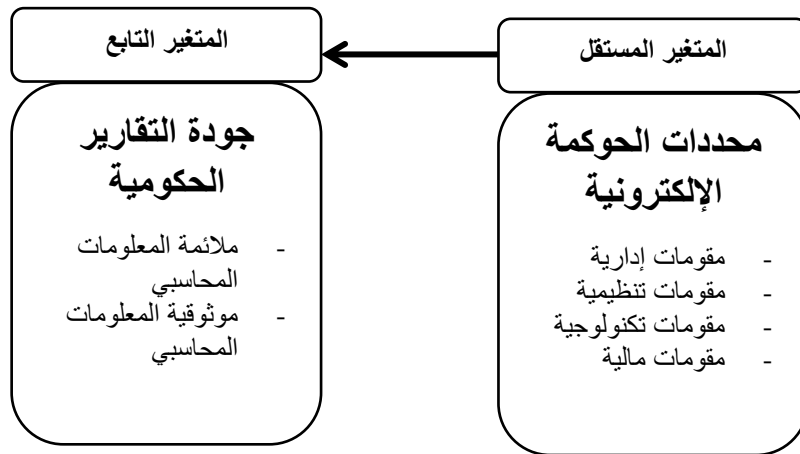 المتغير المستقل
محددات الحوكمة
الإلكترونية
- مقومات إدارية
- مقومات تنظيمية
- مقومات تكنولوجية
- مقومات مالية
المتغير التابع
جودة التقارير
الحكومية
- ملائمة المعلومات
المحاسبي
- موثوقية المعلومات
المحاسبي